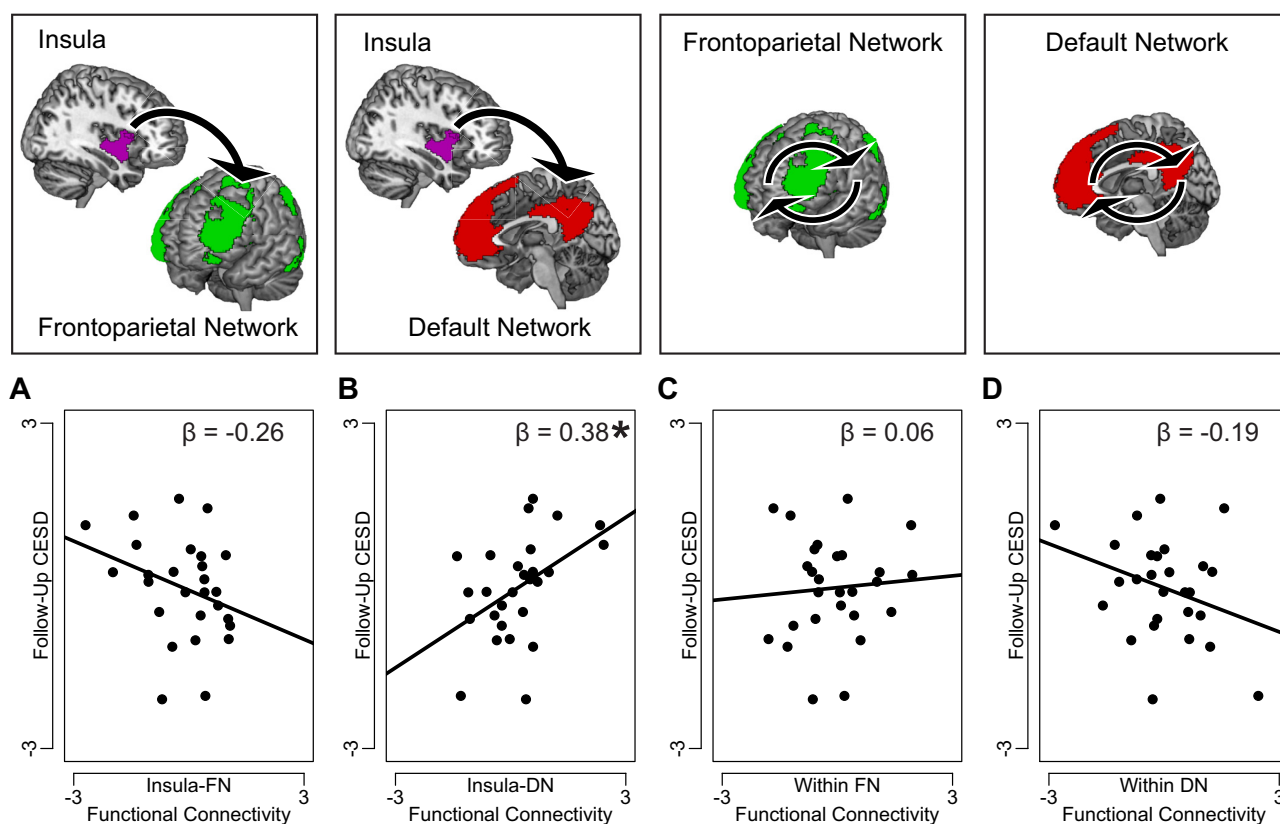 Insula
Frontoparietal Network
Insula
Default Network
Frontoparietal Network
Default Network
A
3
Follow-Up CESD
-3
β = -0.26
-3
Insula-FN
3
Functional Connectivity
B
3
Follow-Up CESD
-3
β = 0.38*
-3
Insula-DN
3
Functional Connectivity
C
3
Follow-Up CESD
-3
β = 0.06
-3
Within FN
3
Functional Connectivity
D
3
Follow-Up CESD
-3
β = -0.19
-3
Within DN
3
Functional Connectivity